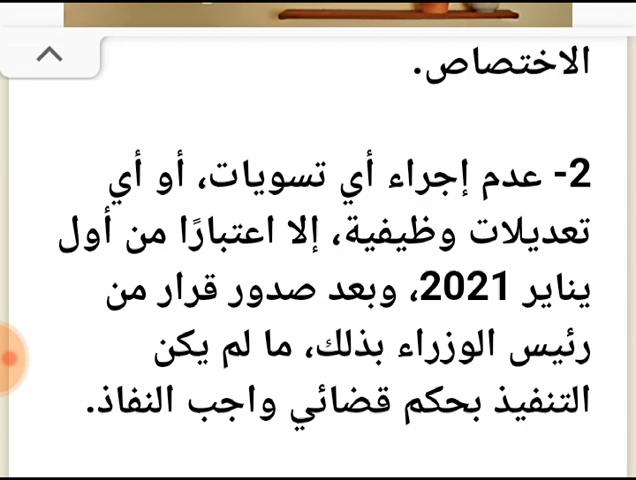 الاختصاص.
2- عدم إجراء أي تسويات، أو أي
تعديلات وظيفية، إلا اعتبارًا من أول
يناير 2021، وبعد صدور قرار من
رئيس الوزراء بذلك، ما لم يكن
التنفيذ بحكم قضائي واجب النفاذ.